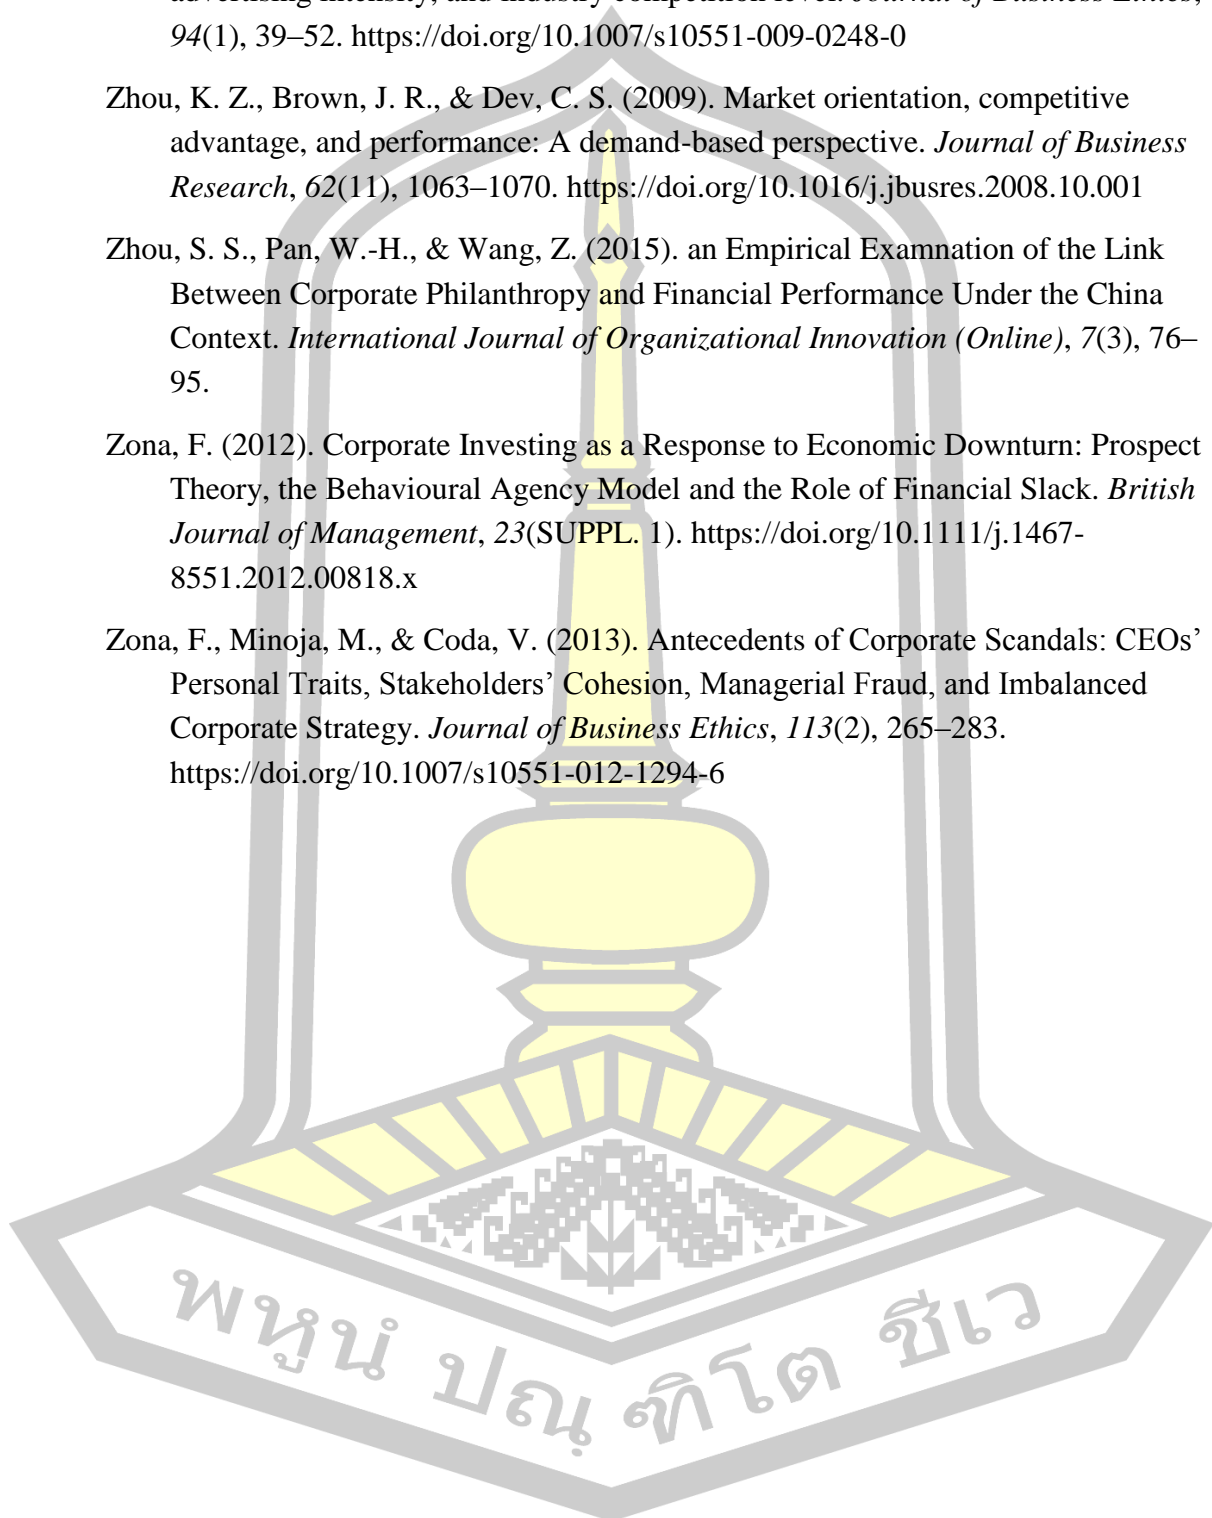 advertising intensity, and industry competition level. Journal of Business Ethics,
94(1), 39–52. https://doi.org/10.1007/s10551-009-0248-0
Zhou, K. Z., Brown, J. R., & Dev, C. S. (2009). Market orientation, competitive
advantage, and performance: A demand-based perspective. Journal of Business
Research, 62(11), 1063–1070. https://doi.org/10.1016/j.jbusres.2008.10.001
Zhou, S. S., Pan, W.-H., & Wang, Z. (2015). an Empirical Examnation of the Link
Between Corporate Philanthropy and Financial Performance Under the China
Context. International Journal of Organizational Innovation (Online), 7(3), 76–
95.
Zona, F. (2012). Corporate Investing as a Response to Economic Downturn: Prospect
Theory, the Behavioural Agency Model and the Role of Financial Slack. British
Journal of Management, 23(SUPPL. 1). https://doi.org/10.1111/j.1467-
8551.2012.00818.x
Zona, F., Minoja, M., & Coda, V. (2013). Antecedents of Corporate Scandals: CEOs’
Personal Traits, Stakeholders’ Cohesion, Managerial Fraud, and Imbalanced
Corporate Strategy. Journal of Business Ethics, 113(2), 265–283.
https://doi.org/10.1007/s10551-012-1294-6
พหูนํ ปณฺฑิโต ชีเว